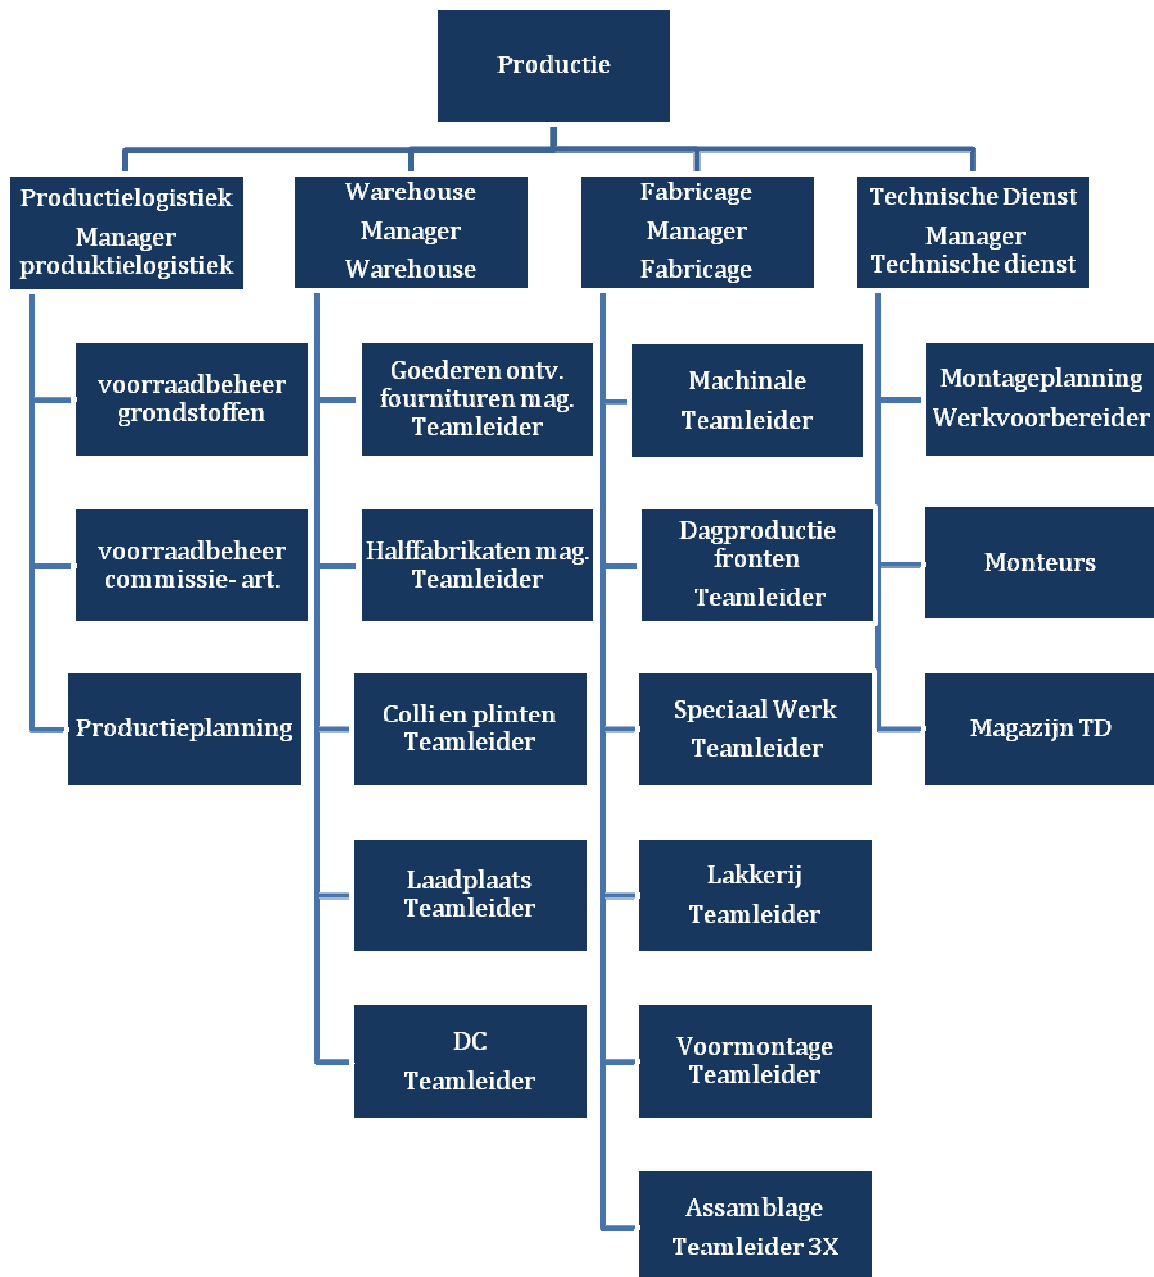 Productie
Productielogistiek
Manager
produktielogistiek
Warehouse
Manager
Warehouse
Fabricage
Manager
Fabricage
Technische Dienst
Manager
Technische dienst
voorraadbeheer
grondstoffen
voorraadbeheer
commissie- art.
Productieplanning
Goederen ontv.
fournituren mag.
Teamleider
Halffabrikaten mag.
Teamleider
Colli en plinten
Teamleider
Laadplaats
Teamleider
DC
Teamleider
Machinale
Teamleider
Dagproductie
fronten
Teamleider
Speciaal Werk
Teamleider
Lakkerij
Teamleider
Voormontage
Teamleider
Assamblage
Teamleider 3X
Montageplanning
Werkvoorbereider
Monteurs
Magazijn TD